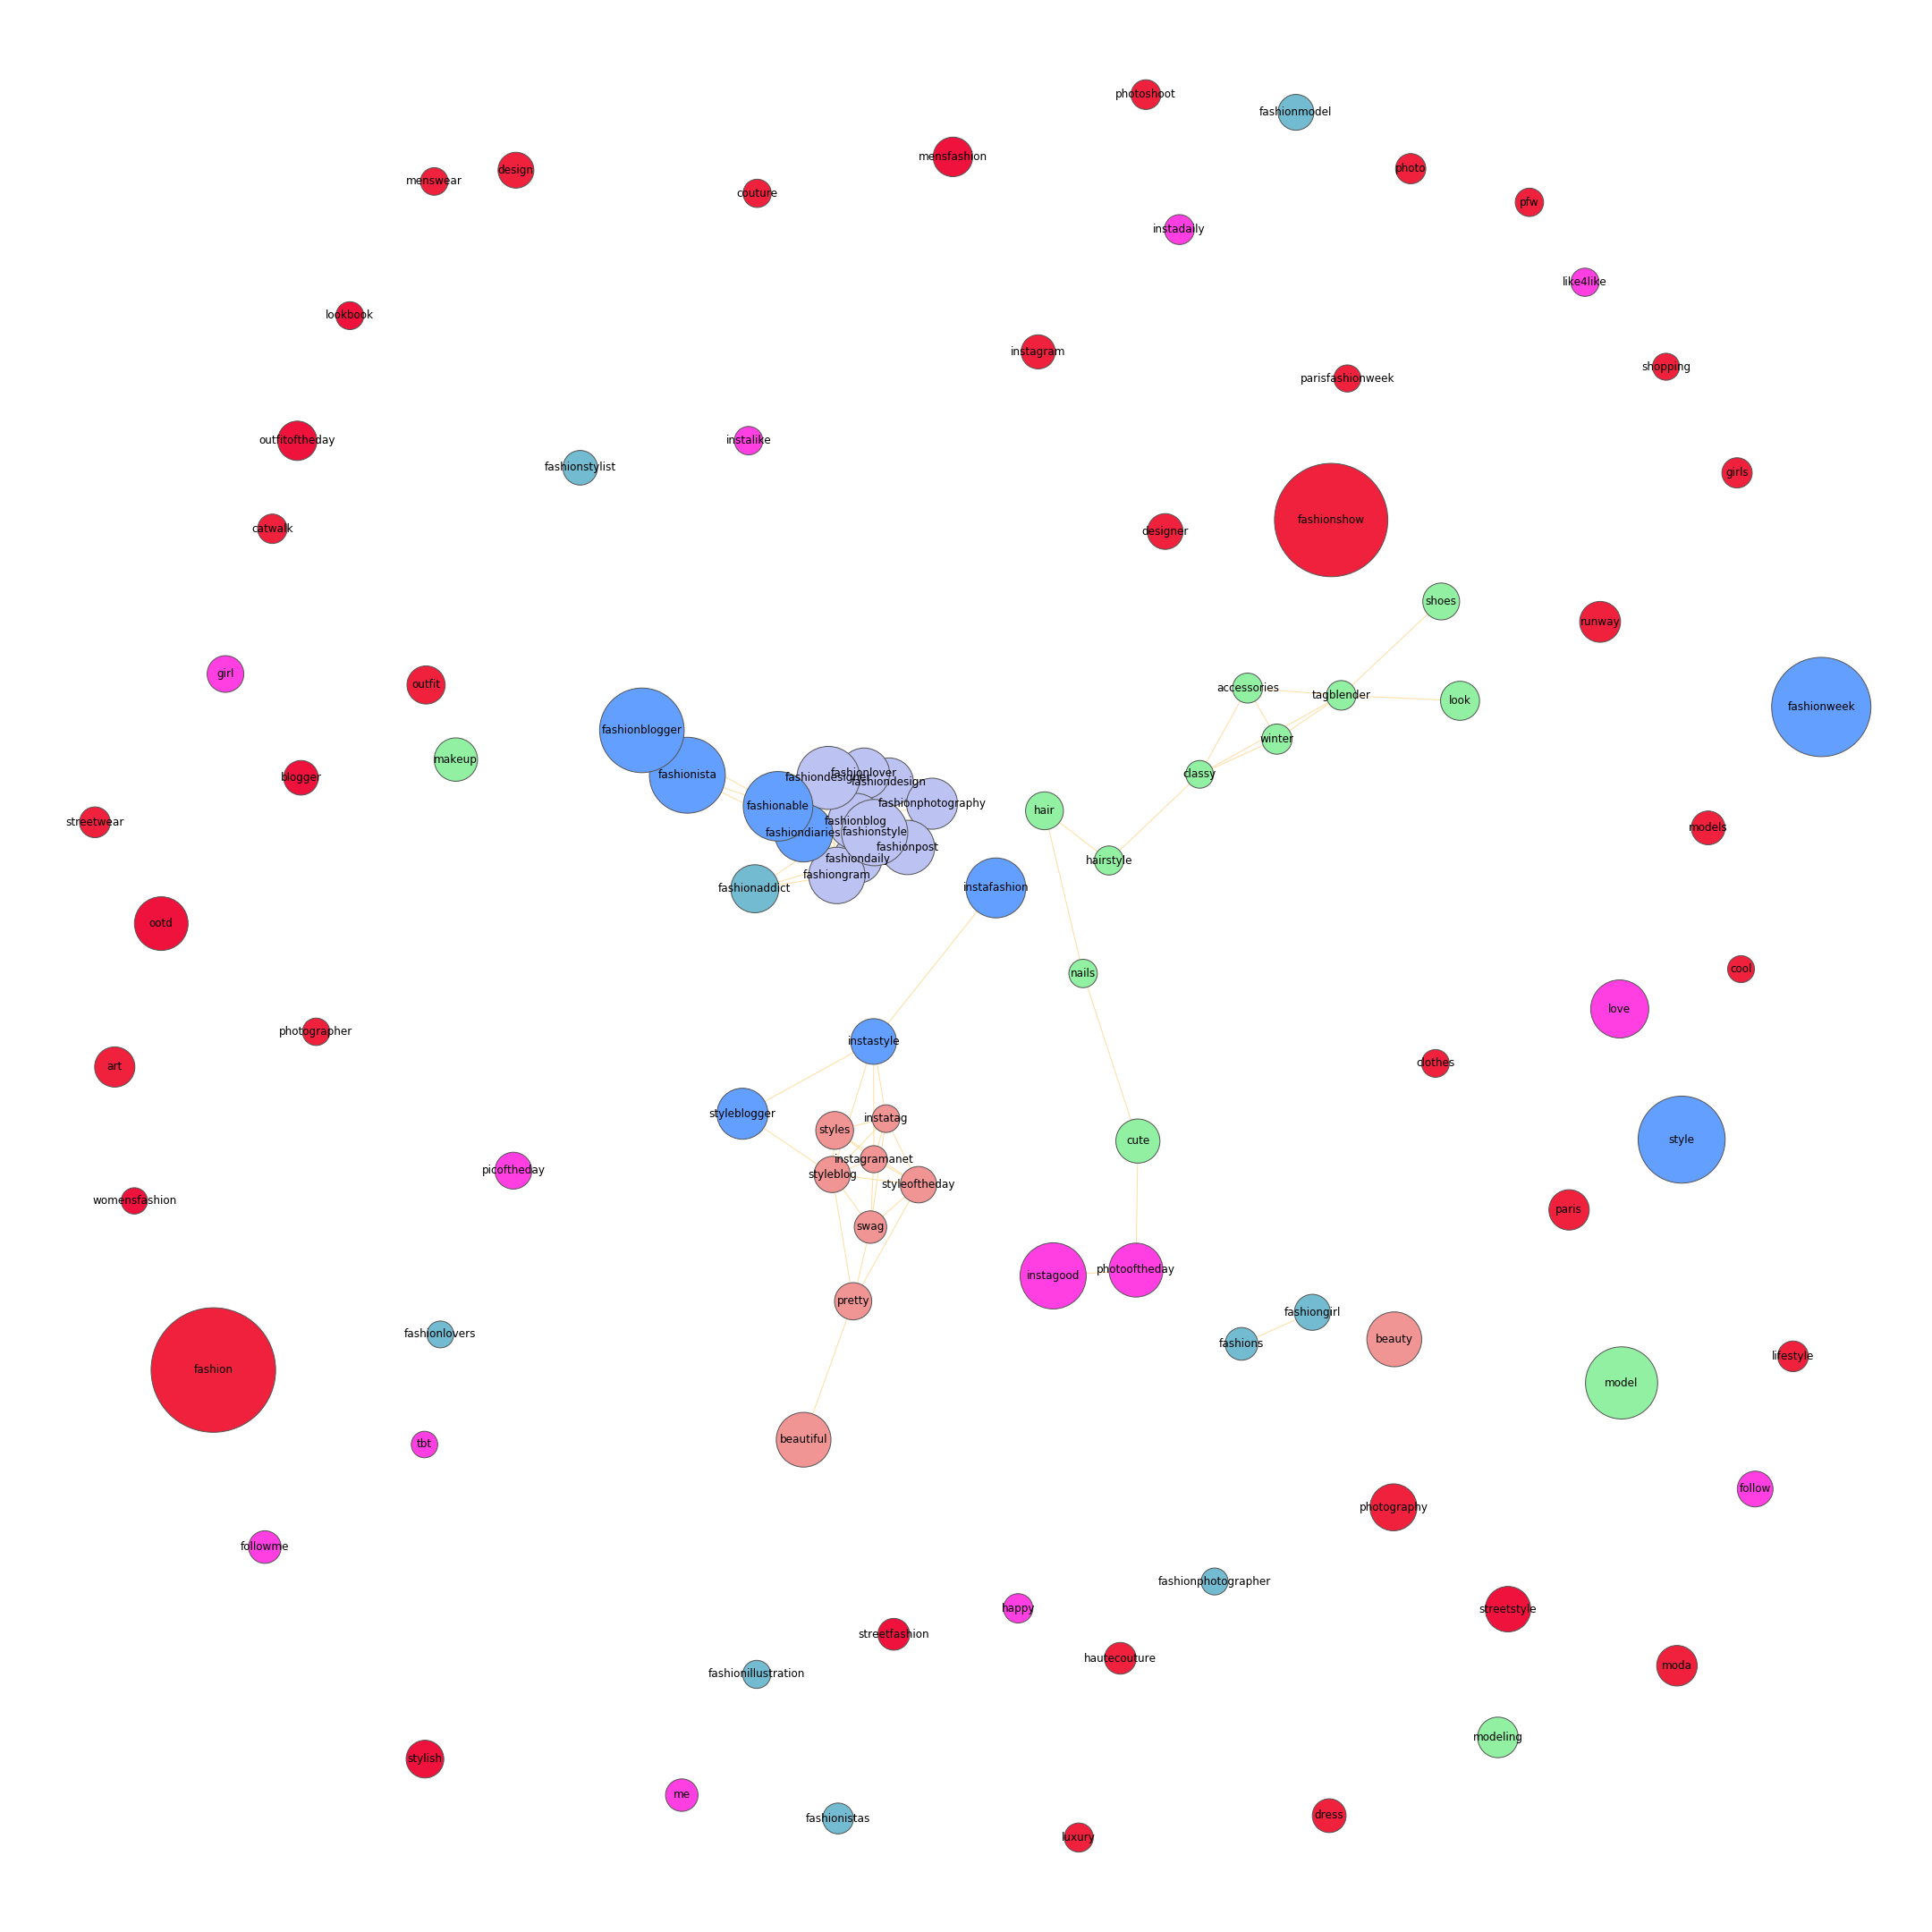 photoshoot
fashionmodel
mensfashion
photo
design
menswear
couture
pfw
instadaily
like4like
lookbook
instagram
shopping
parisfashionweek
outfitoftheday
instalike
fashionstylist
girls
fashionshow
catwalk
designer
shoes
runway
girl
outfit
accessories
tagblender
look
fashionweek
fashionblogger
winter
makeup
classy
fashionista
blogger
fashiondesigner
fashionlover
fashiondesign
fashionable
fashionphotography
hair
streetwear
fashionblog
models
fashiondiaries
fashionstyle
fashionpost
fashiondaily
hairstyle
fashiongram
fashionaddict
instafashion
ootd
cool
nails
love
photographer
instastyle
clothes
art
styleblogger
instatag
styles
style
cute
instagramanet
picoftheday
styleblog
styleoftheday
womensfashion
paris
swag
photooftheday
instagood
pretty
fashiongirl
fashionlovers
beauty
fashions
lifestyle
fashion
model
beautiful
tbt
follow
photography
followme
fashionphotographer
happy
streetstyle
streetfashion
hautecouture
moda
fashionillustration
modeling
stylish
me
dress
fashionistas
luxury